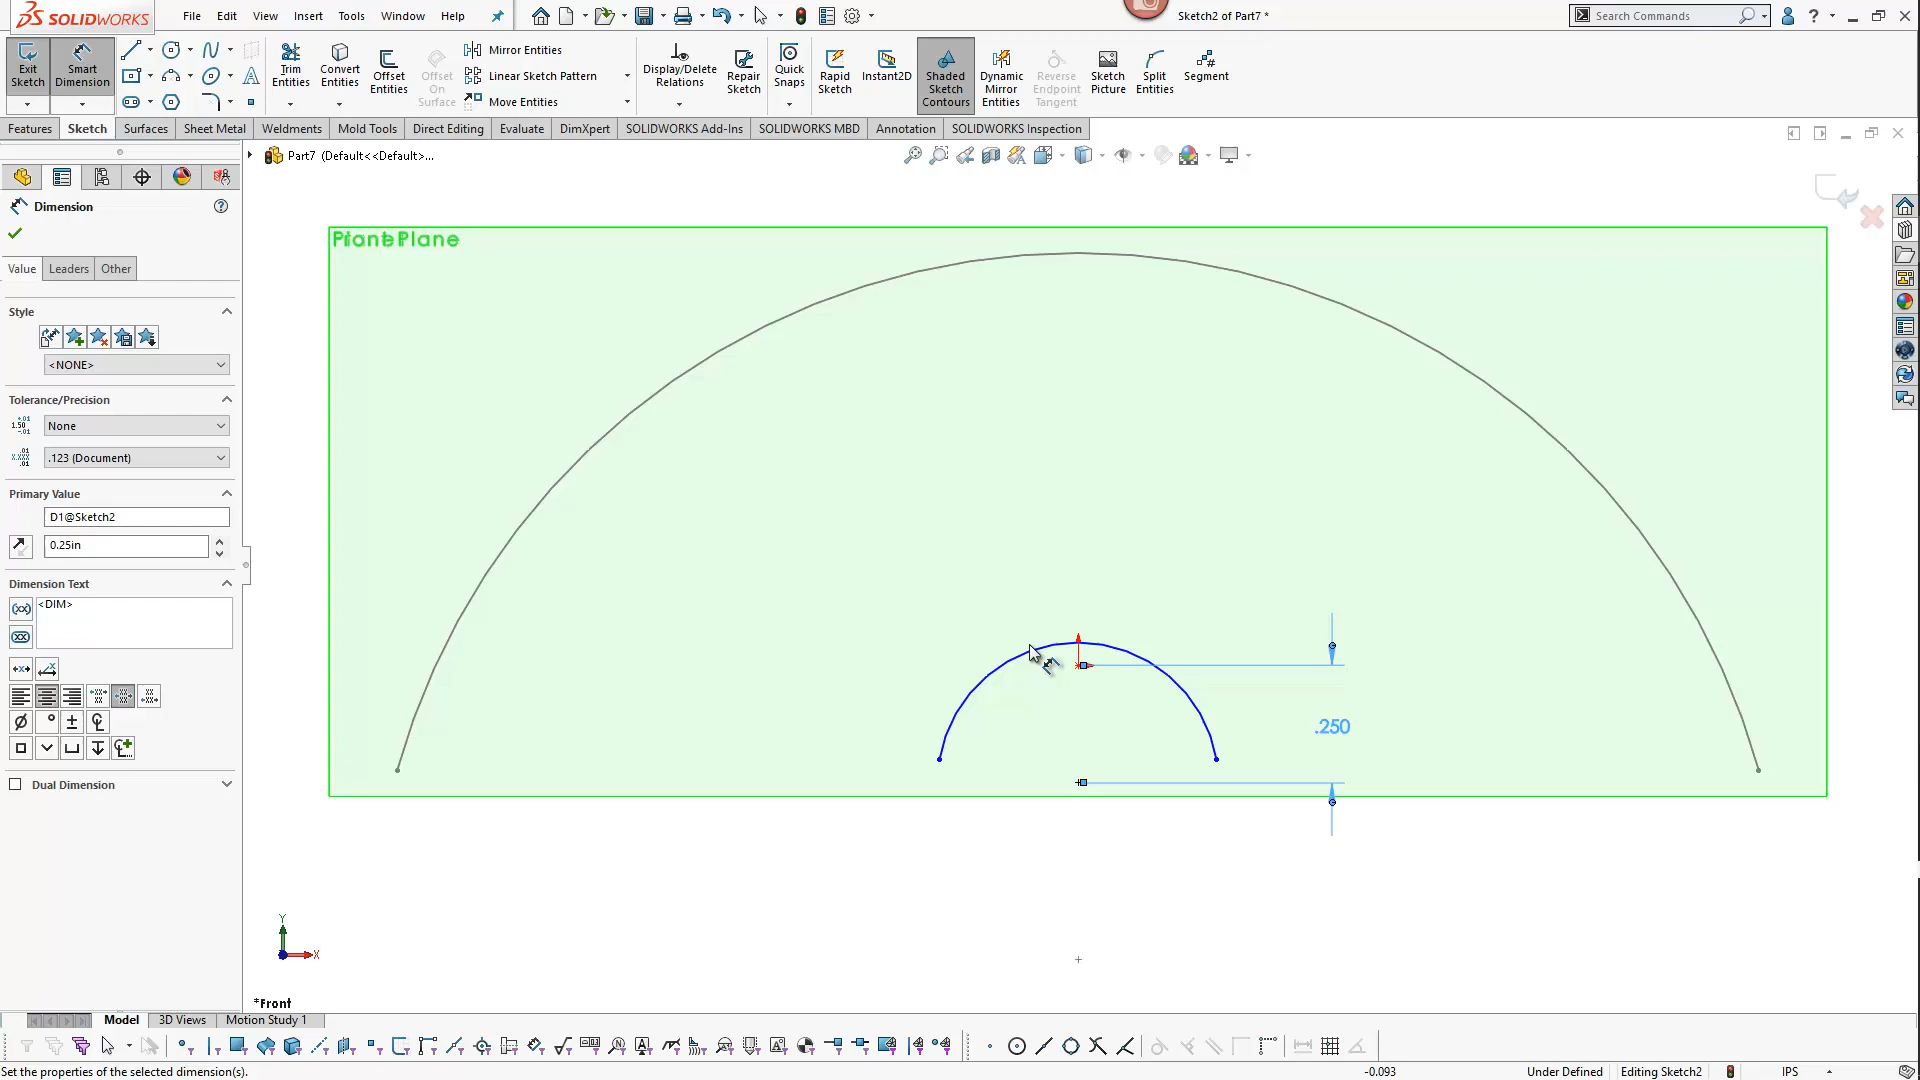 SOLIDWORKS File Edit View Insert Tools Window Help Sketch2 of Part7 * Search Commands ?
Exit Sketch
Smart Dimension
Trim Entities
Convert Entities
Offset Entities
Offset On Surface
Mirror Entities
Linear Sketch Pattern
Move Entities
Display/Delete Relations
Repair Sketch
Quick Snaps
Rapid Sketch
Instant2D
Shaded Sketch Contours
Dynamic Mirror Entities
Reverse Endpoint Tangent
Sketch Picture
Split Entities
Segment
Features Sketch Surfaces Sheet Metal Weldments Mold Tools Direct Editing Evaluate DimXpert SOLIDWORKS Add-Ins SOLIDWORKS MBD Annotation SOLIDWORKS Inspection
Part7 (Default<<Default>...
Dimension
Value Leaders Other
Style
<NONE>
Tolerance/Precision
None
.123 (Document)
Primary Value
D1@Sketch2
0.25in
Dimension Text
<DIM>
Dual Dimension
Plane
.250
Y
X
*Front
Model 3D Views Motion Study 1
Set the properties of the selected dimension(s). -0.093 Under Defined Editing Sketch2 IPS